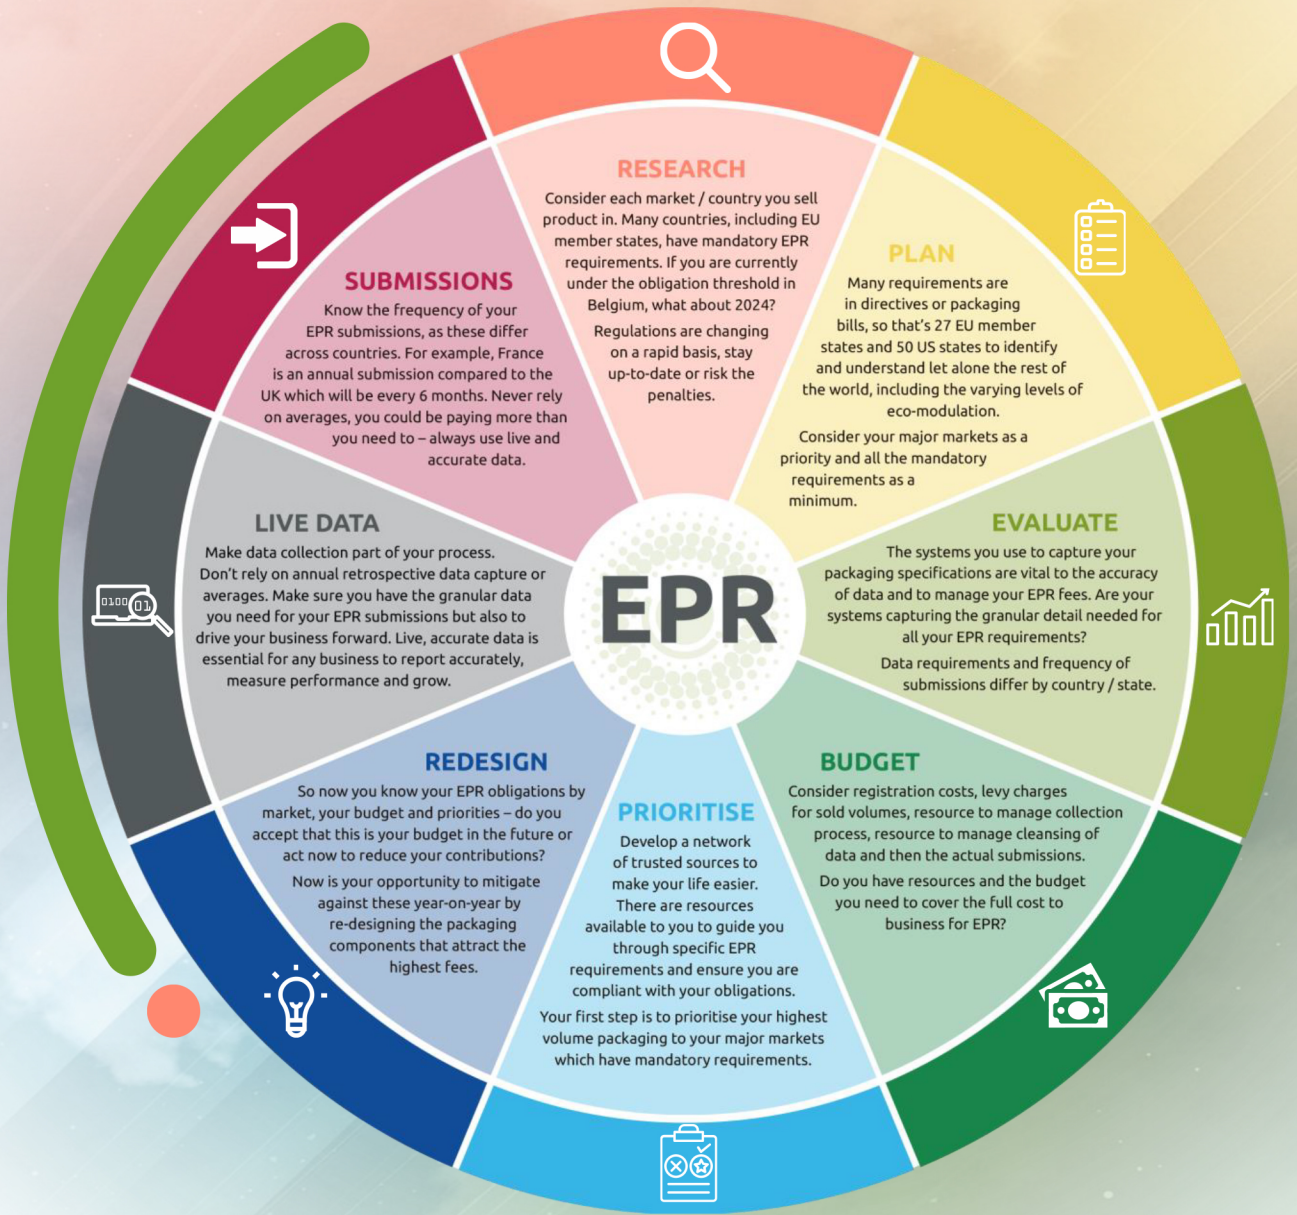 RESEARCH
Consider each market / country you sell
product in. Many countries, including EU
member states, have mandatory EPR
requirements. If you are currently
under the obligation threshold in
Belgium, what about 2024?
Regulations are changing
on a rapid basis, stay
up-to-date or risk the
penalties.
PLAN
Many requirements are
in directives or packaging
bills, so that's 27 EU member
states and 50 US states to identify
and understand let alone the rest of
the world, including the varying levels of
eco-modulation.
Consider your major markets as a
priority and all the mandatory
requirements as a
minimum.
EVALUATE
The systems you use to capture your
packaging specifications are vital to the accuracy
of data and to manage your EPR fees. Are your
systems capturing the granular detail needed for
all your EPR requirements?
Data requirements and frequency of
submissions differ by country / state.
BUDGET
Consider registration costs, levy charges
for sold volumes, resource to manage collection
process, resource to manage cleansing of
data and then the actual submissions.
Do you have resources and the budget
you need to cover the full cost to
business for EPR?
PRIORITISE
Develop a network
of trusted sources to
make your life easier.
There are resources
available to you to guide you
through specific EPR
requirements and ensure you are
compliant with your obligations.
Your first step is to prioritise your highest
volume packaging to your major markets
which have mandatory requirements.
REDESIGN
So now you know your EPR obligations by
market, your budget and priorities – do you
accept that this is your budget in the future or
act now to reduce your contributions?
Now is your opportunity to mitigate
against these year-on-year by
re-designing the packaging
components that attract the
highest fees.
LIVE DATA
Make data collection part of your process.
Don't rely on annual retrospective data capture or
averages. Make sure you have the granular data
you need for your EPR submissions but also to
drive your business forward. Live, accurate data is
essential for any business to report accurately,
measure performance and grow.
0100 01
SUBMISSIONS
Know the frequency of your
EPR submissions, as these differ
across countries. For example, France
is an annual submission compared to the
UK which will be every 6 months. Never rely
on averages, you could be paying more than
you need to – always use live and
accurate data.
EPR